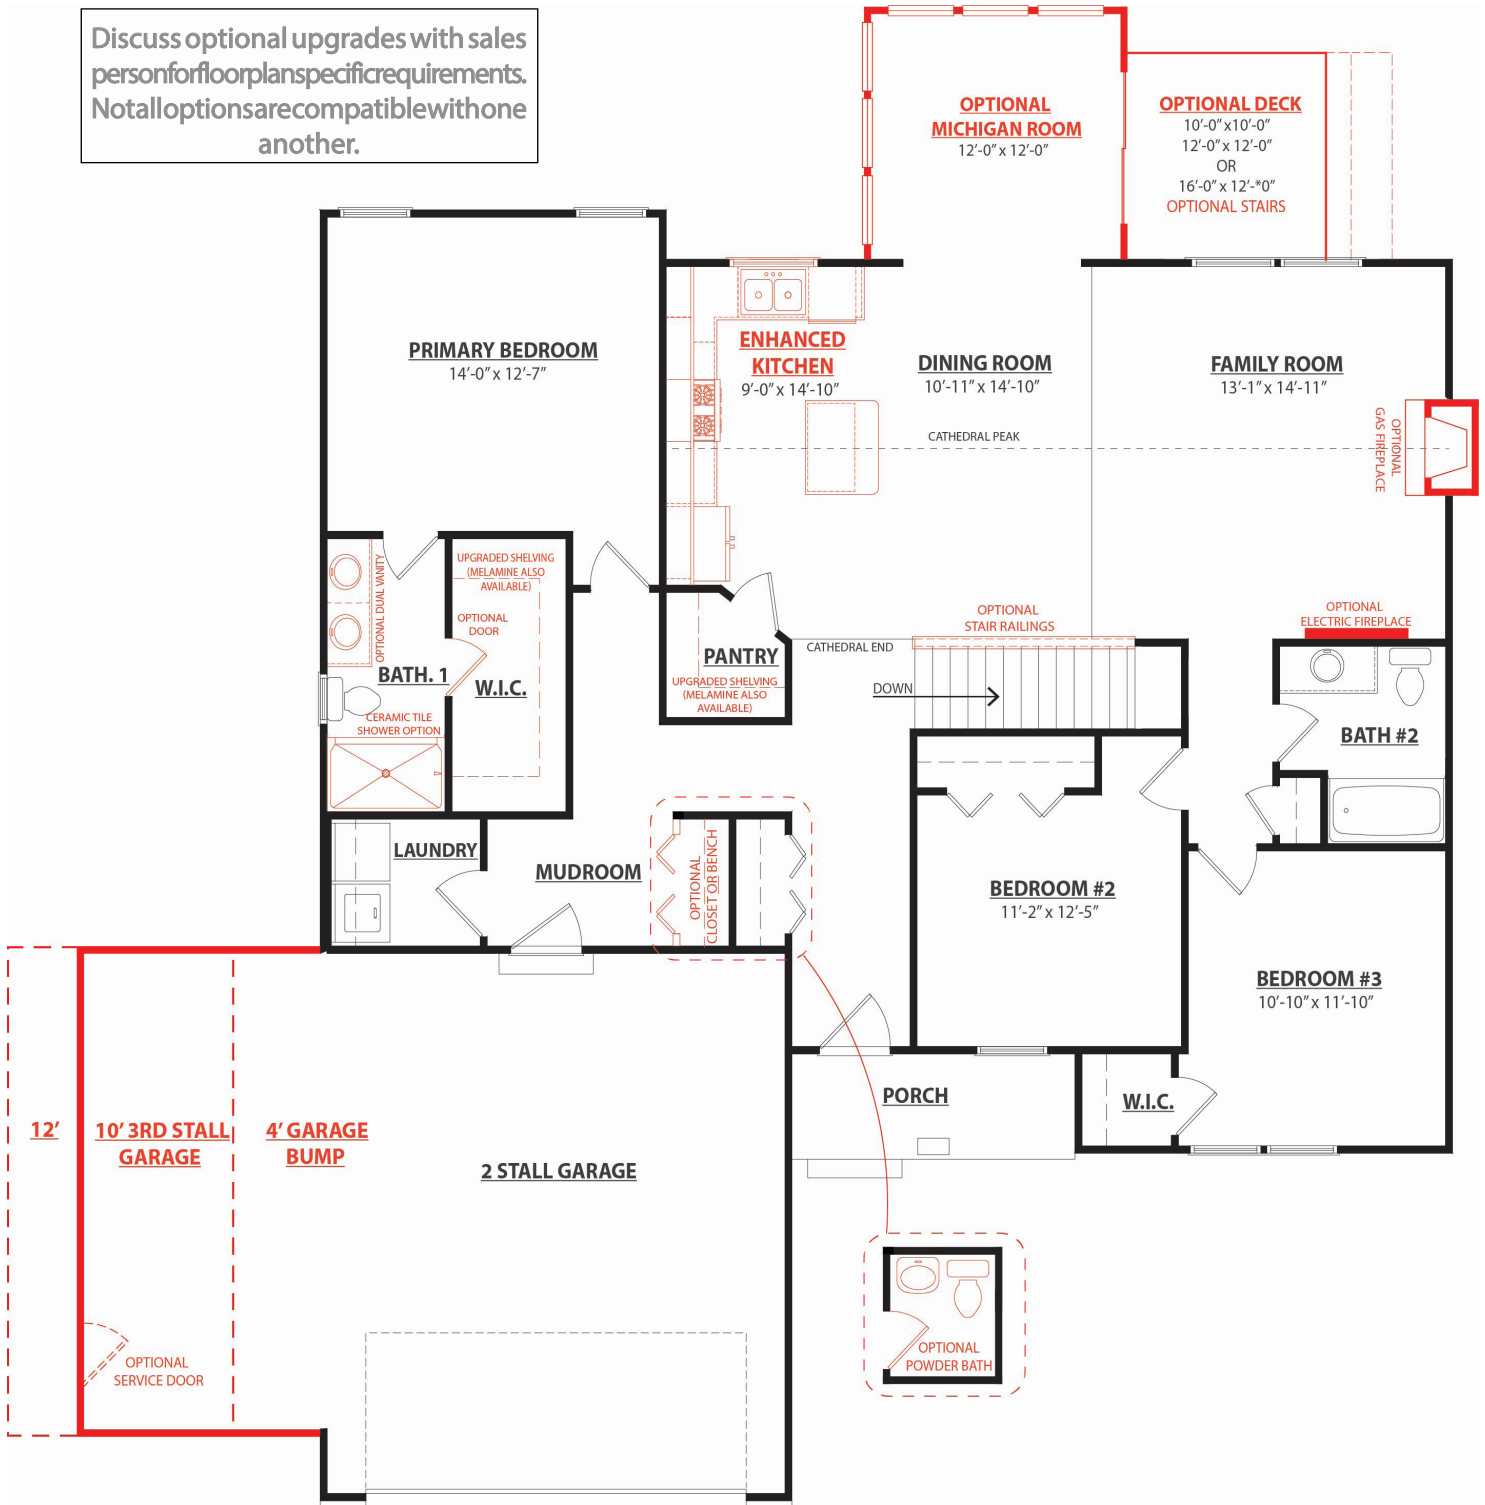 Discuss optional upgrades with sales
personforfloorplanspecificrequirements.
Notalloptionsarecompatiblewithone
another.
OPTIONAL
MICHIGAN ROOM
12'-0" x 12'-0"
OPTIONAL DECK
10'-0" x10'-0"
12'-0" x 12'-0"
OR
16'-0" x 12'-*0"
OPTIONAL STAIRS
PRIMARY BEDROOM
14'-0" x 12'-7"
ENHANCED
KITCHEN
9'-0" x 14'-10"
DINING ROOM
10'-11" x 14'-10"
FAMILY ROOM
13'-1" x 14'-11"
CATHEDRAL PEAK
OPTIONAL
GAS FIREPLACE
OPTIONAL DUAL VANITY
UPGRADED SHELVING
(MELAMINE ALSO
AVAILABLE)
OPTIONAL
DOOR
BATH. 1
W.I.C.
CERAMIC TILE
SHOWER OPTION
PANTRY
UPGRADED SHELVING
(MELAMINE ALSO
AVAILABLE)
CATHEDRAL END
OPTIONAL
STAIR RAILINGS
DOWN
OPTIONAL
ELECTRIC FIREPLACE
BATH #2
LAUNDRY
MUDROOM
OPTIONAL
CLOSET OR BENCH
BEDROOM #2
11'-2" x 12'-5"
BEDROOM #3
10'-10" x 11'-10"
PORCH
W.I.C.
12'
10' 3RD STALL
GARAGE
4' GARAGE
BUMP
2 STALL GARAGE
OPTIONAL
SERVICE DOOR
OPTIONAL
POWDER BATH